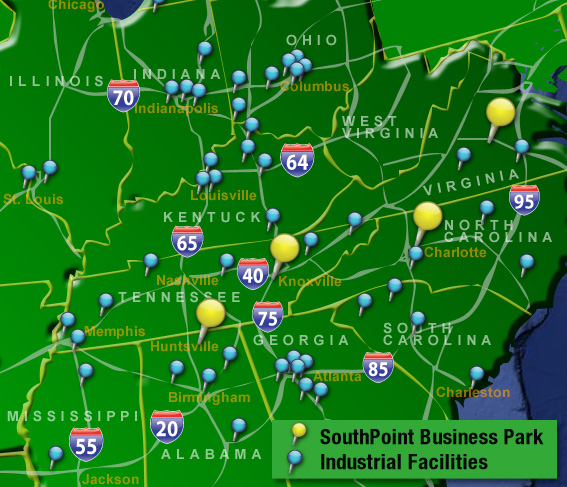 Chicago
OHIO
ILLINOIS
INDIANA
70
Columbus
Indianapolis
WEST
VIRGINIA
64
St. Louis
Louisville
VIRGINIA
95
KENTUCK
NORTH
CAROLINA
65
Charlotte
40
Nashville
Knoxville
TENNESSEE
75
Memphis
Huntsville
GEORGIA
SOUTH
CAROLINA
85
Atlanta
Birmingham
Charleston
MISSISSIPPI
20
55
ALABAMA
Jackson
SouthPoint Business Park
Industrial Facilities